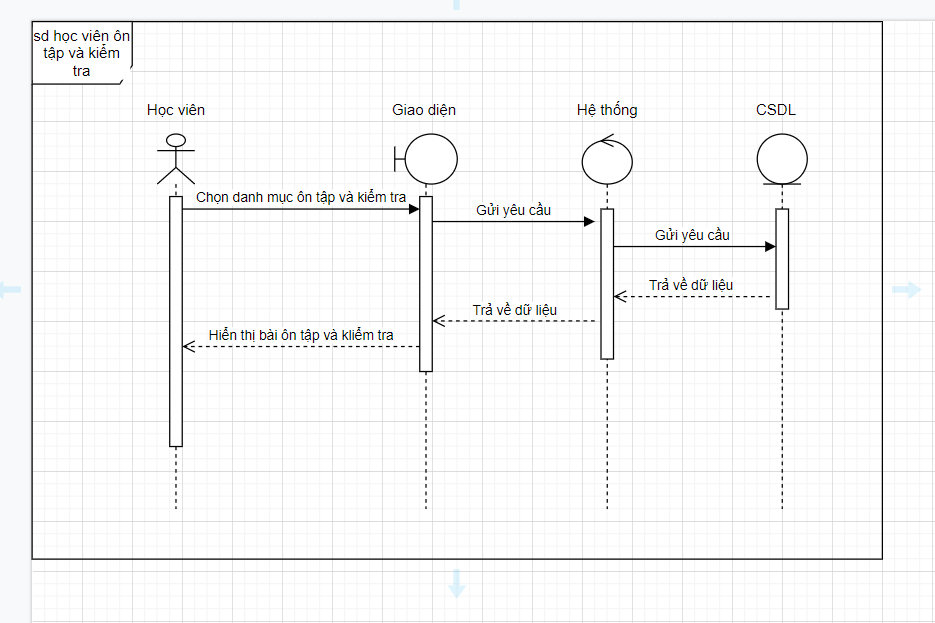 sd học viên ôn
tập và kiểm
tra
Học viên
Giao diện
Hệ thống
CSDL
Chọn danh mục ôn tập và kiểm tra
Gửi yêu cầu
Gửi yêu cầu
Trả về dữ liệu
Trả về dữ liệu
Hiển thị bài ôn tập và kliểm tra